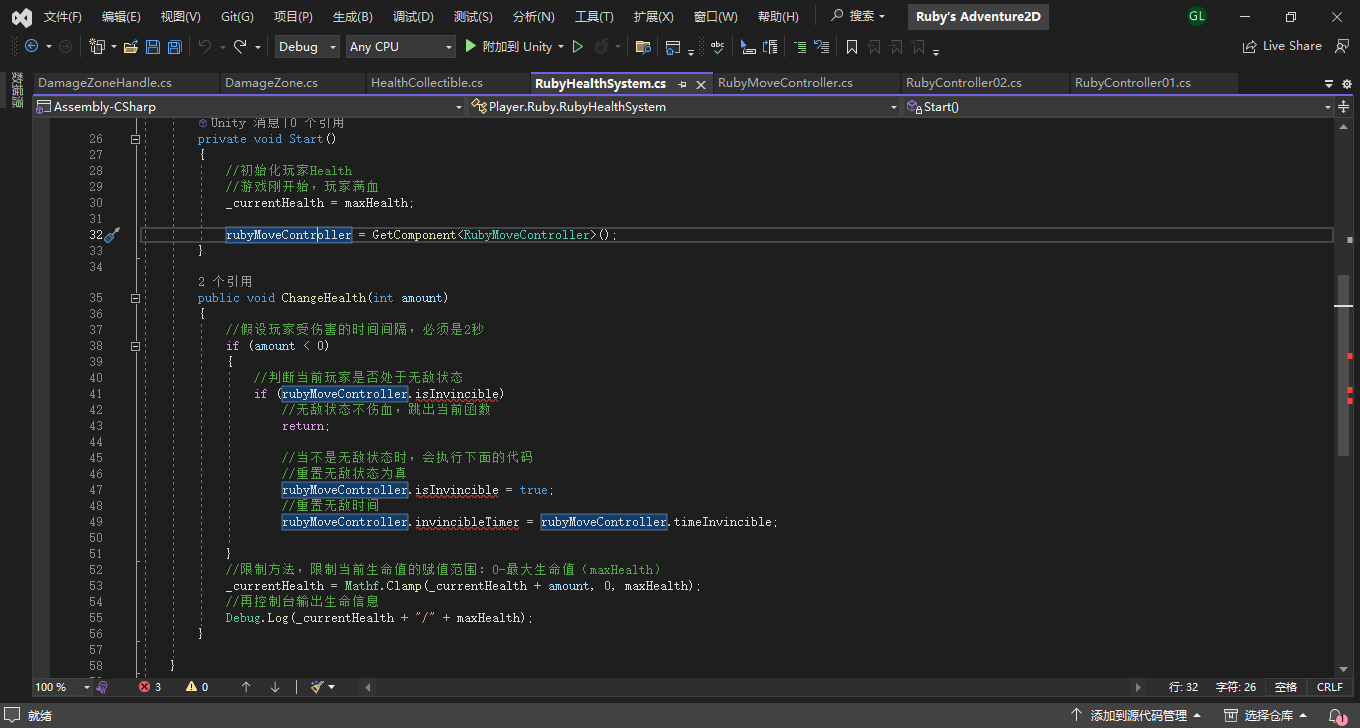 文件(F) 编辑(E) 视图(V) Git(G) 项目(P) 生成(B) 调试(D) 测试(S) 分析(N) 工具(T) 扩展(X) 窗口(W) 帮助(H) 搜索 Ruby's Adventure2D GL
Debug Any CPU 附加到 Unity Live Share
数据源
DamageZoneHandle.cs DamageZone.cs HealthCollectible.cs RubyHealthSystem.cs RubyMoveController.cs RubyController02.cs RubyController01.cs
Assembly-CSharp Player.Ruby.RubyHealthSystem Start()
Unity 消息|0 个引用
26 private void Start()
27 {
28 //初始化玩家Health
29 //游戏刚开始，玩家满血
30 _currentHealth = maxHealth;
31
32 rubyMoveController = GetComponent<RubyMoveController>();
33 }
34
2 个引用
35 public void ChangeHealth(int amount)
36 {
37 //假设玩家受伤害的时间间隔，必须是2秒
38 if (amount < 0)
39 {
40 //判断当前玩家是否处于无敌状态
41 if (rubyMoveController.isInvincible)
42 //无敌状态不伤血，跳出当前函数
43 return;
44
45 //当不是无敌状态时，会执行下面的代码
46 //重置无敌状态为真
47 rubyMoveController.isInvincible = true;
48 //重置无敌时间
49 rubyMoveController.invincibleTimer = rubyMoveController.timeInvincible;
50
51 }
52 //限制方法，限制当前生命值的赋值范围：0-最大生命值（maxHealth）
53 _currentHealth = Mathf.Clamp(_currentHealth + amount, 0, maxHealth);
54 //再控制台输出生命信息
55 Debug.Log(_currentHealth + "/" + maxHealth);
56 }
57
58 }
100 % 3 0 行: 32 字符: 26 空格 CRLF
就绪 添加到源代码管理 选择仓库 1